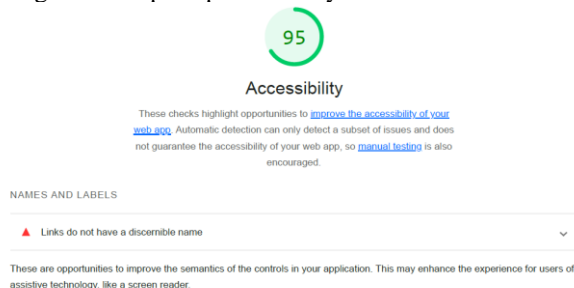 95
Accessibility
These checks highlight opportunities to improve the accessibility of your
web app. Automatic detection can only detect a subset of issues and does
not guarantee the accessibility of your web app, so manual testing is also
encouraged.
NAMES AND LABELS
Links do not have a discernible name
These are opportunities to improve the semantics of the controls in your application. This may enhance the experience for users of
assistive technology, like a screen reader.